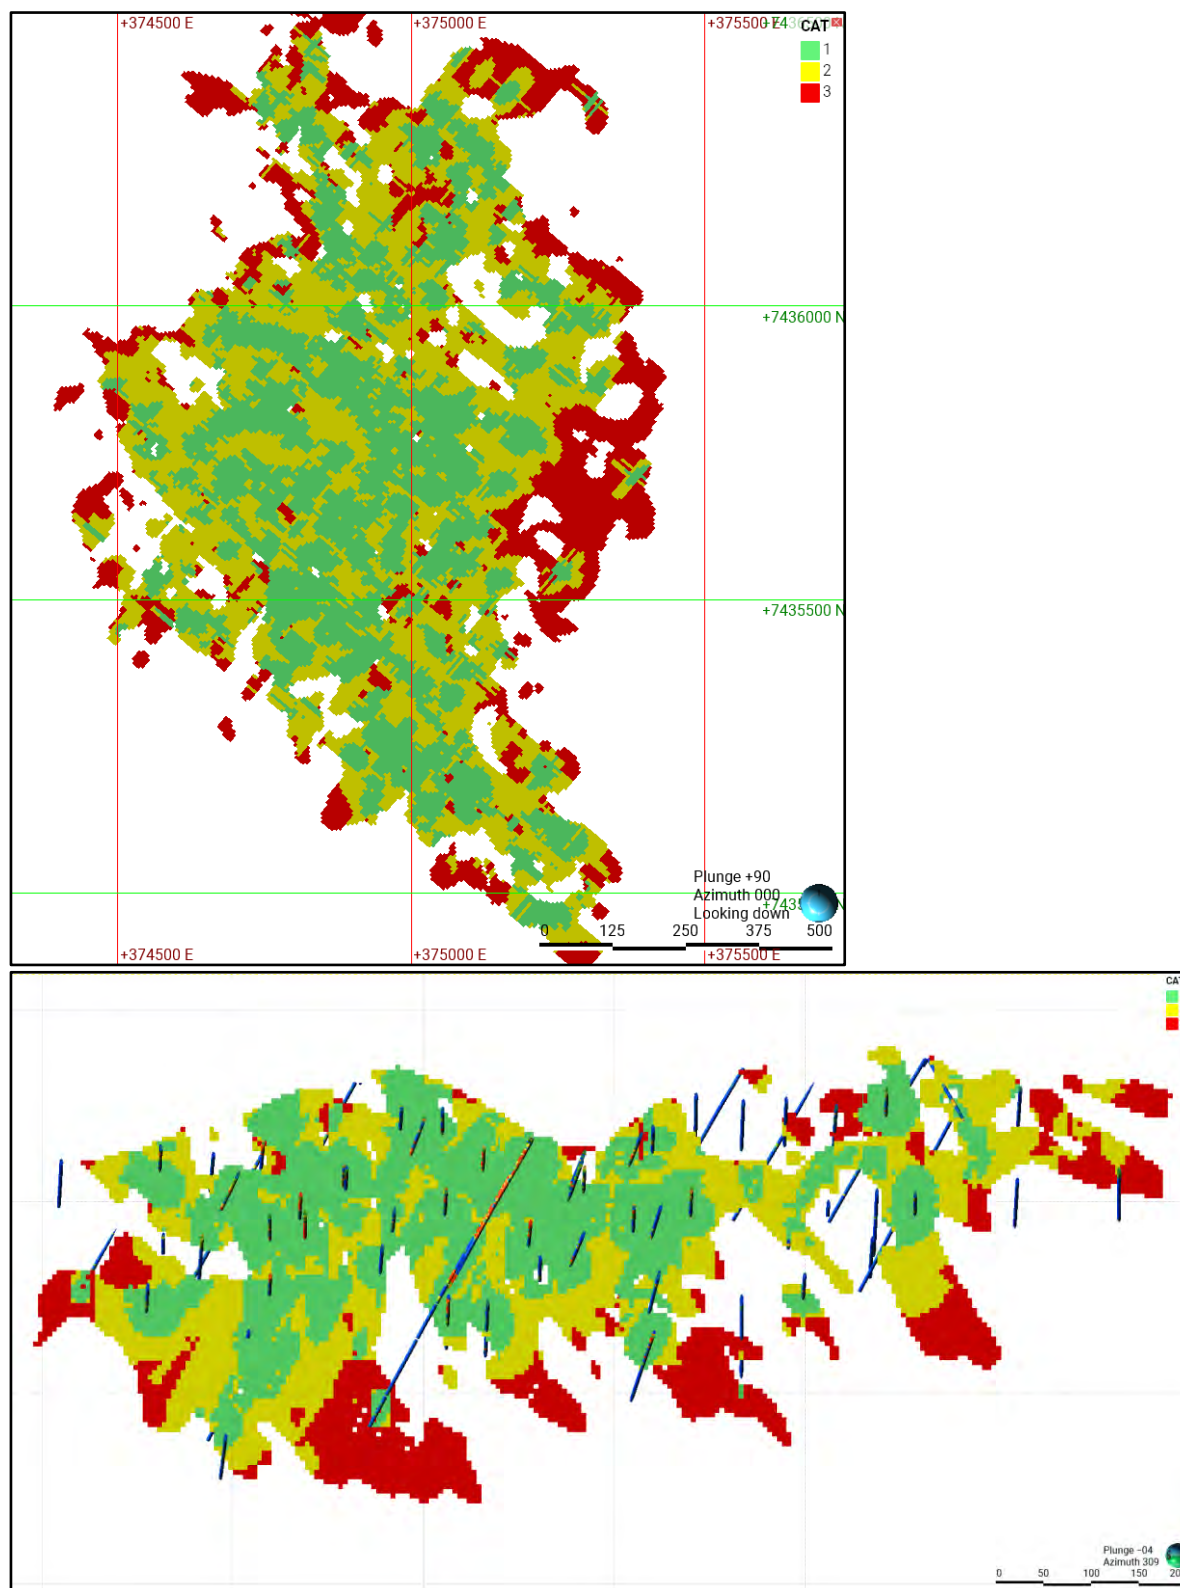 +374500 E
+375000 E
+375500 E
CAT
1
2
3
+7436000 N
+7435500 N
Plunge +90
Azimuth 000
Looking down
0 125 250 375 500
+374500 E
+375000 E
+375500 E
Plunge −04
Azimuth 309
0 50 100 150